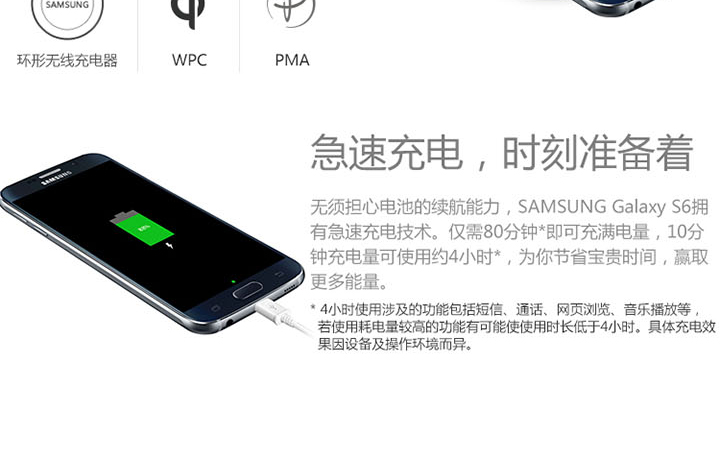 SAMSUNG
环形无线充电器
WPC
PMA
急速充电，时刻准备着
无须担心电池的续航能力，SAMSUNG Galaxy S6拥
有急速充电技术。仅需80分钟*即可充满电量，10分
钟充电量可使用约4小时*，为你节省宝贵时间，赢取
更多能量。
* 4小时使用涉及的功能包括短信、通话、网页浏览、音乐播放等，
若使用耗电量较高的功能有可能使使用时长低于4小时。具体充电效
果因设备及操作环境而异。
SAMSUNG